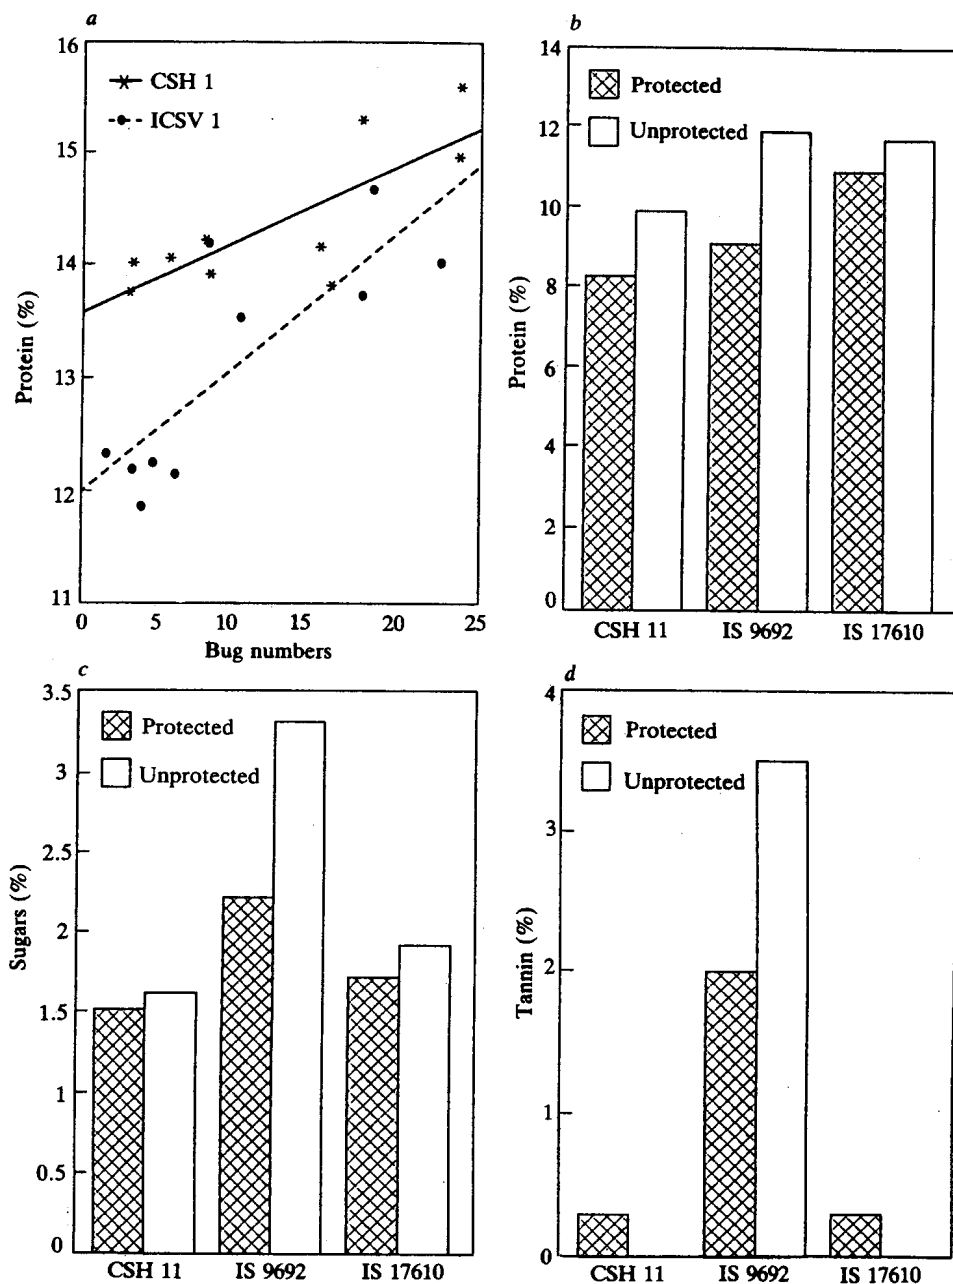 a
16
15
14
13
12
11
CSH 1
ICSV 1
Protein (%)
0 5 10 15 20 25
Bug numbers
b
14
12
10
8
6
4
2
0
Protected
Unprotected
Protein (%)
CSH 11 IS 9692 IS 17610
c
3.5
3
2.5
2
1.5
1
0.5
0
Protected
Unprotected
Sugars (%)
CSH 11 IS 9692 IS 17610
d
4
3
2
1
0
Protected
Unprotected
Tannin (%)
CSH 11 IS 9692 IS 17610